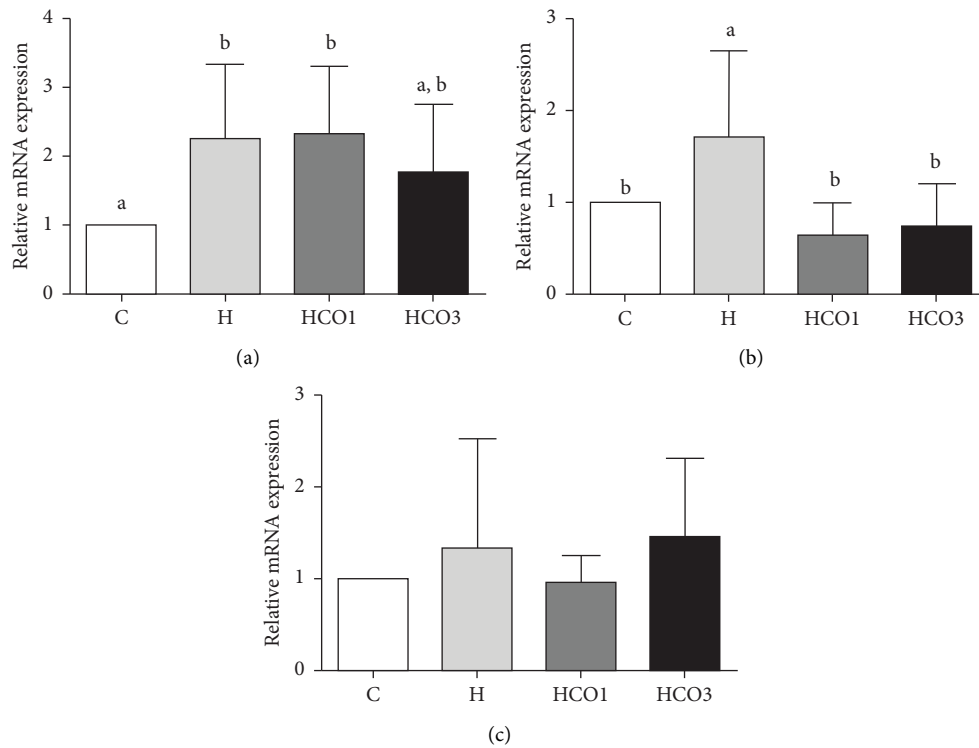 Relative mRNA expression
4
3
2
1
0
a
b
b
a, b
C
H
HCO1
HCO3
(a)
Relative mRNA expression
3
2
1
0
b
a
b
b
C
H
HCO1
HCO3
(b)
Relative mRNA expression
3
2
1
0
C
H
HCO1
HCO3
(c)